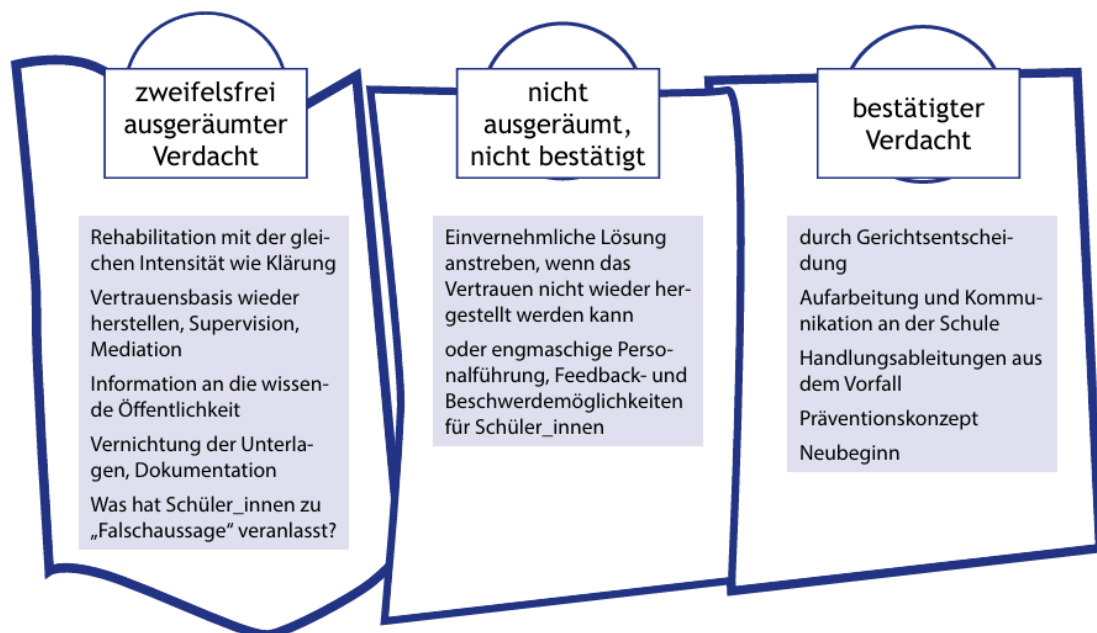 zweifelsfrei
ausgeräumter
Verdacht
Rehabilitation mit der glei-
chen Intensität wie Klärung
Vertrauensbasis wieder
herstellen, Supervision,
Mediation
Information an die wissen-
de Öffentlichkeit
Vernichtung der Unterla-
gen, Dokumentation
Was hat Schüler_innen zu
„Falschaussage“ veranlasst?
nicht
ausgeräumt,
nicht bestätigt
Einvernehmliche Lösung
anstreben, wenn das
Vertrauen nicht wieder her-
gestellt werden kann
oder engmaschige Perso-
nalführung, Feedback- und
Beschwerdemöglichkeiten
für Schüler_innen
bestätigter
Verdacht
durch Gerichtsentschei-
dung
Aufarbeitung und Kommu-
nikation an der Schule
Handlungsableitungen aus
dem Vorfall
Präventionskonzept
Neubeginn